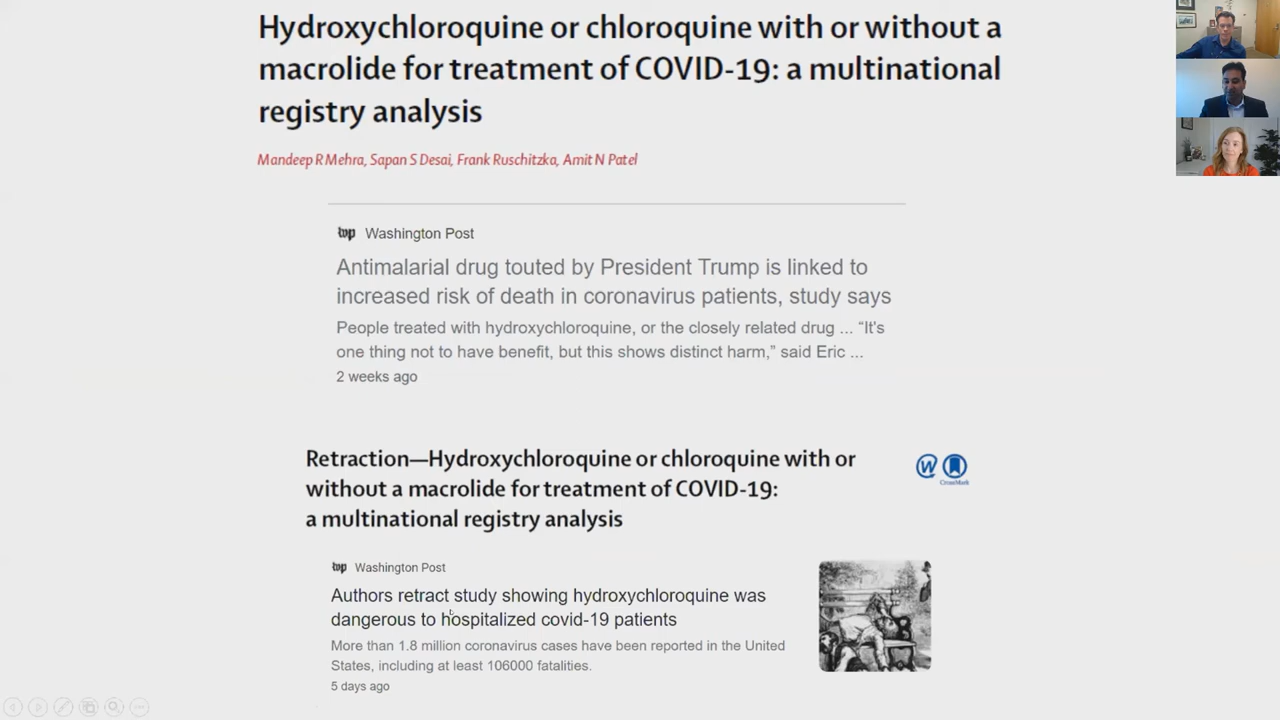 Hydroxychloroquine or chloroquine with or without a
macrolide for treatment of COVID-19: a multinational
registry analysis
Mandeep R Mehra, Sapan S Desai, Frank Ruschitzka, Amit N Patel
wp Washington Post
Antimalarial drug touted by President Trump is linked to
increased risk of death in coronavirus patients, study says
People treated with hydroxychloroquine, or the closely related drug ... “It's
one thing not to have benefit, but this shows distinct harm,” said Eric ...
2 weeks ago
Retraction—Hydroxychloroquine or chloroquine with or
without a macrolide for treatment of COVID-19:
a multinational registry analysis
W
CrossMark
wp Washington Post
Authors retract study showing hydroxychloroquine was
dangerous to hospitalized covid-19 patients
More than 1.8 million coronavirus cases have been reported in the United
States, including at least 106000 fatalities.
5 days ago